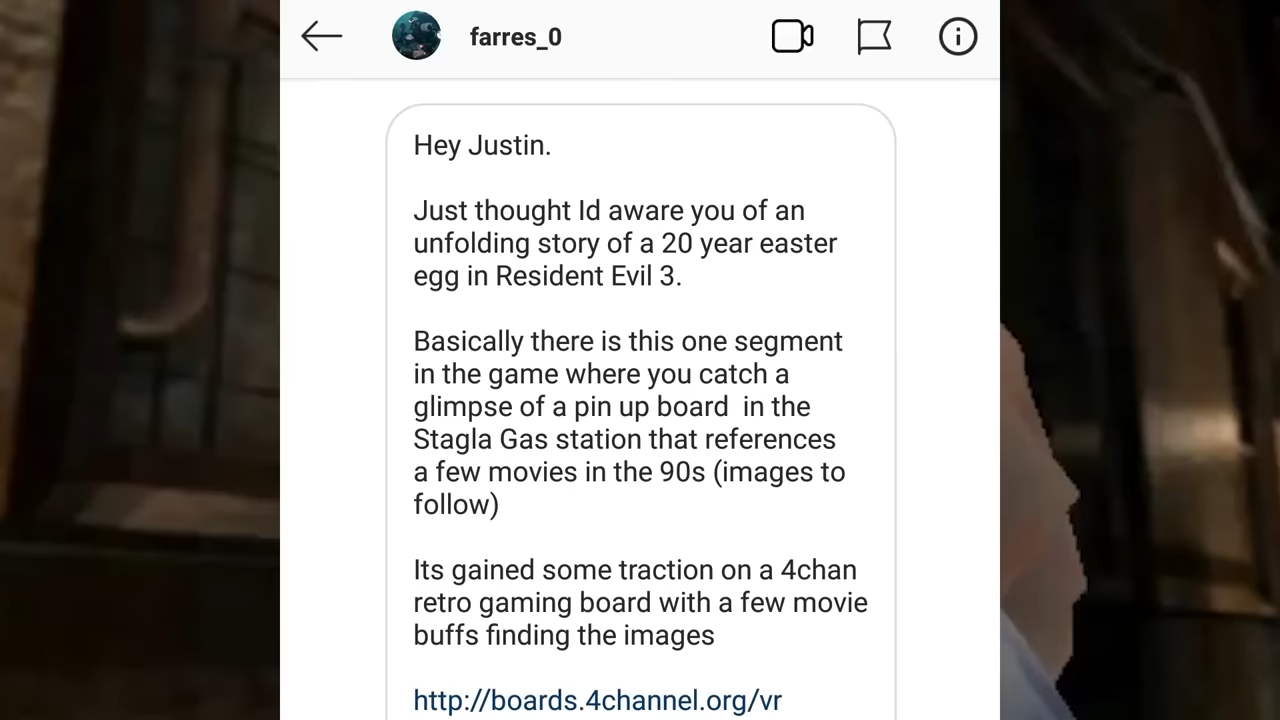 farres_0
Hey Justin.
Just thought Id aware you of an
unfolding story of a 20 year easter
egg in Resident Evil 3.
Basically there is this one segment
in the game where you catch a
glimpse of a pin up board  in the
Stagla Gas station that references
a few movies in the 90s (images to
follow)
Its gained some traction on a 4chan
retro gaming board with a few movie
buffs finding the images
http://boards.4channel.org/vr